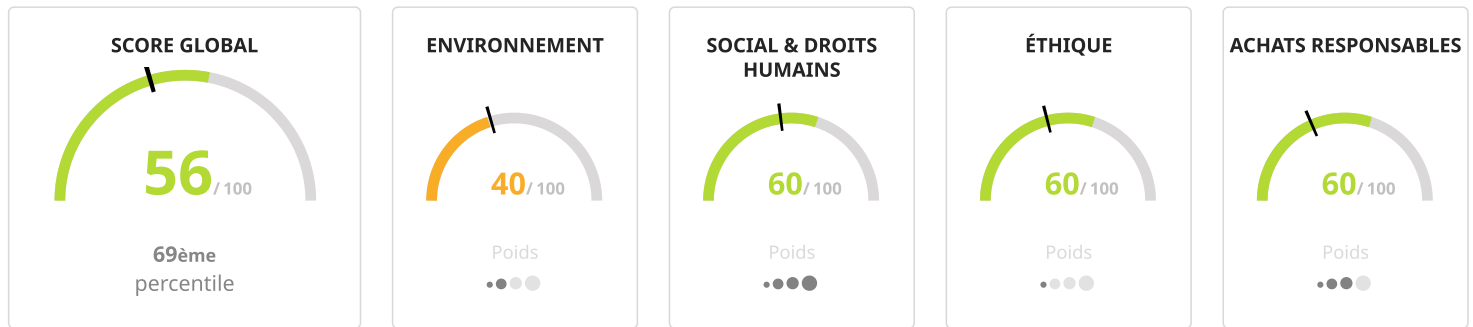 SCORE GLOBAL
56 / 100
69ème
percentile
ENVIRONNEMENT
40 / 100
Poids
SOCIAL & DROITS
HUMAINS
60 / 100
Poids
ÉTHIQUE
60 / 100
Poids
ACHATS RESPONSABLES
60 / 100
Poids